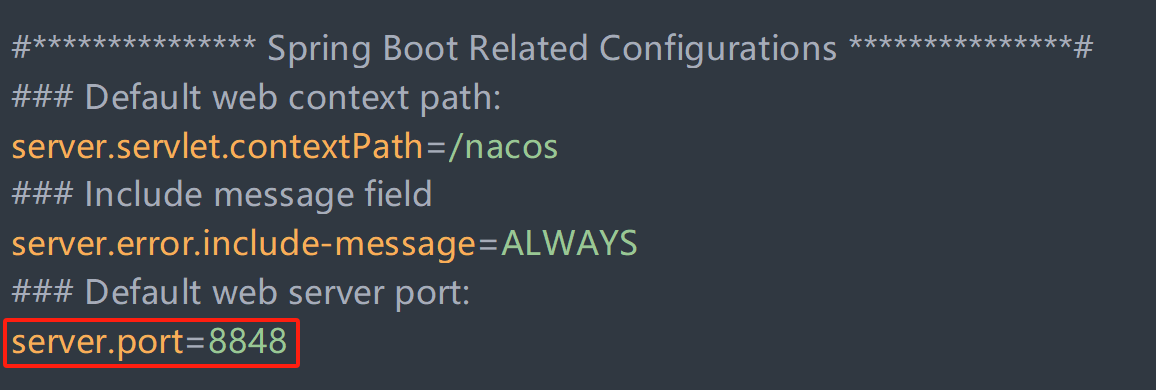 #*************** Spring Boot Related Configurations ***************#
### Default web context path:
server.servlet.contextPath=/nacos
### Include message field
server.error.include-message=ALWAYS
### Default web server port:
server.port=8848